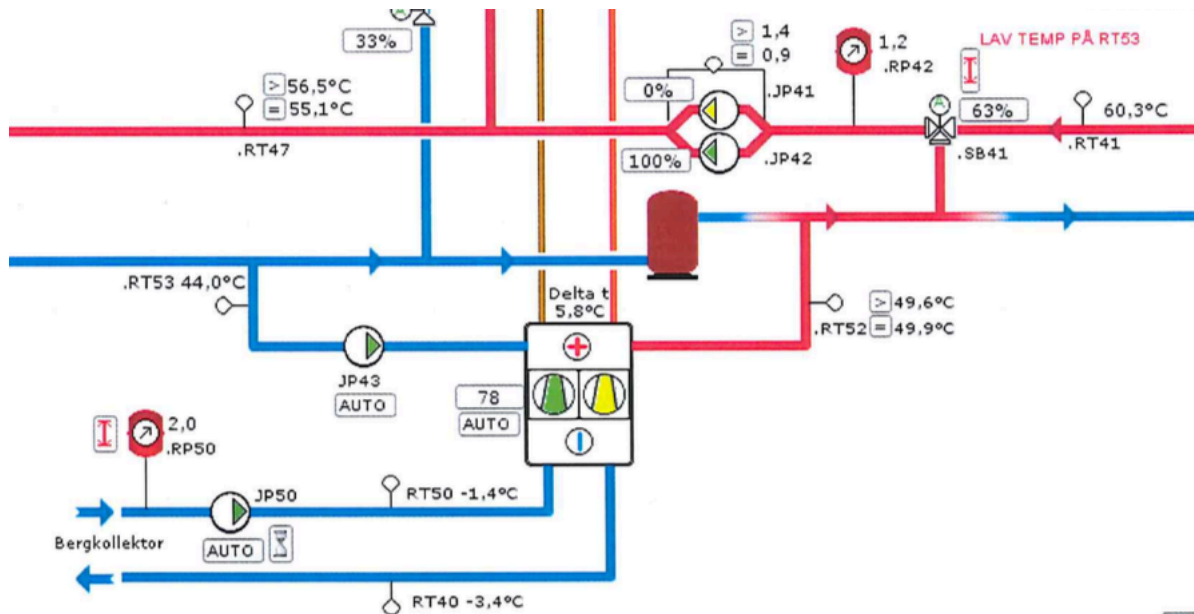 33%
> 1,4
= 0,9
1,2
.RP42
LAV TEMP PÅ RT53
> 56,5°C
= 55,1°C
0%
.JP41
A
63%
60,3°C
.RT47
100%
.JP42
.SB41
.RT41
.RT53 44,0°C
Delta t
5,8°C
> 49,6°C
.RT52 = 49,9°C
JP43
AUTO
78
AUTO
2,0
.RP50
JP50
RT50 -1,4°C
Bergkollektor
AUTO
RT40 -3,4°C